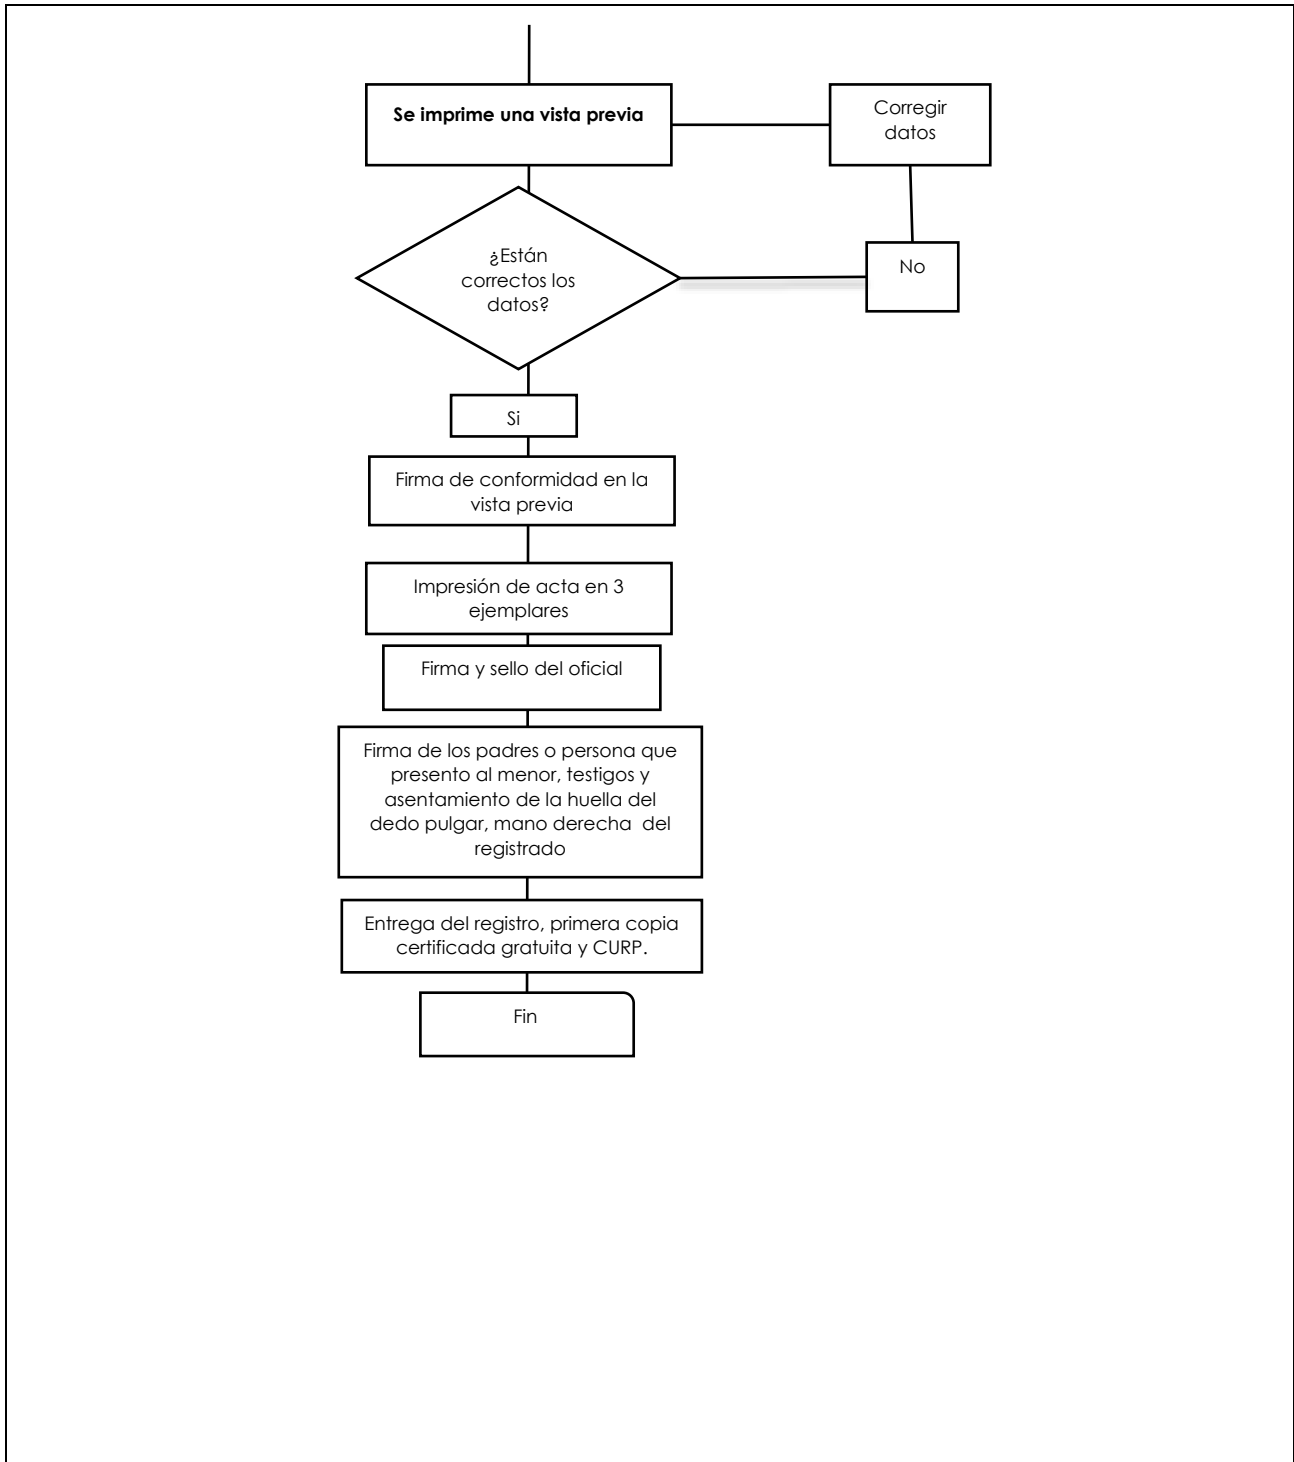 Se imprime una vista previa
Corregir
datos
¿Están
correctos los
datos?
No
Si
Firma de conformidad en la
vista previa
Impresión de acta en 3
ejemplares
Firma y sello del oficial
Firma de los padres o persona que
presento al menor, testigos y
asentamiento de la huella del
dedo pulgar, mano derecha  del
registrado
Entrega del registro, primera copia
certificada gratuita y CURP.
Fin